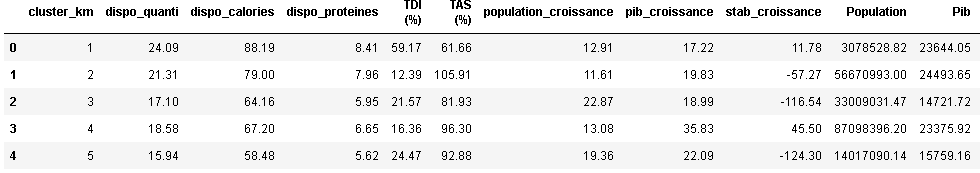 cluster_km dispo_quanti dispo_calories dispo_proteines TDI (%) TAS (%) population_croissance pib_croissance stab_croissance Population Pib
0 1 24.09 88.19 8.41 59.17 61.66 12.91 17.22 11.78 3078528.82 23644.05
1 2 21.31 79.00 7.96 12.39 105.91 11.61 19.83 -57.27 56670993.00 24493.65
2 3 17.10 64.16 5.95 21.57 81.93 22.87 18.99 -116.54 33009031.47 14721.72
3 4 18.58 67.20 6.65 16.36 96.30 13.08 35.83 45.50 87098396.20 23375.92
4 5 15.94 58.48 5.62 24.47 92.88 19.36 22.09 -124.30 14017090.14 15759.16